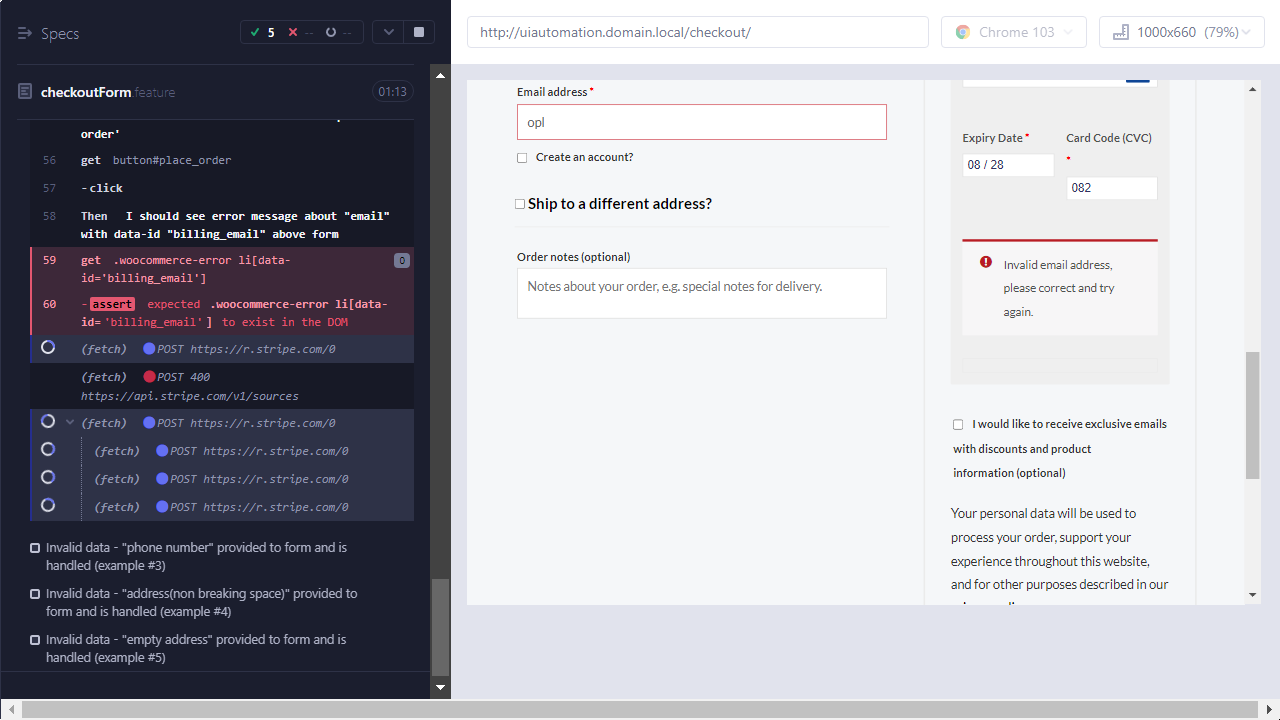 Specs
5
--
--
checkoutForm.feature
01:13
order'
56 get button#place_order
57 -click
58 Then I should see error message about "email"
with data-id "billing_email" above form
59 get .woocommerce-error li[data-
id='billing_email']
0
60 -assert expected .woocommerce-error li[data-
id='billing_email'] to exist in the DOM
(fetch) POST https://r.stripe.com/0
(fetch) POST 400
https://api.stripe.com/v1/sources
(fetch) POST https://r.stripe.com/0
(fetch) POST https://r.stripe.com/0
(fetch) POST https://r.stripe.com/0
(fetch) POST https://r.stripe.com/0
Invalid data - "phone number" provided to form and is
handled (example #3)
Invalid data - "address(non breaking space)" provided to
form and is handled (example #4)
Invalid data - "empty address" provided to form and is
handled (example #5)
http://uiautomation.domain.local/checkout/
Chrome 103
1000x660 (79%)
Email address *
opl
Create an account?
Ship to a different address?
Order notes (optional)
Notes about your order, e.g. special notes for delivery.
Expiry Date *
08 / 28
Card Code (CVC)
*
082
Invalid email address,
please correct and try
again.
I would like to receive exclusive emails
with discounts and product
information (optional)
Your personal data will be used to
process your order, support your
experience throughout this website,
and for other purposes described in our